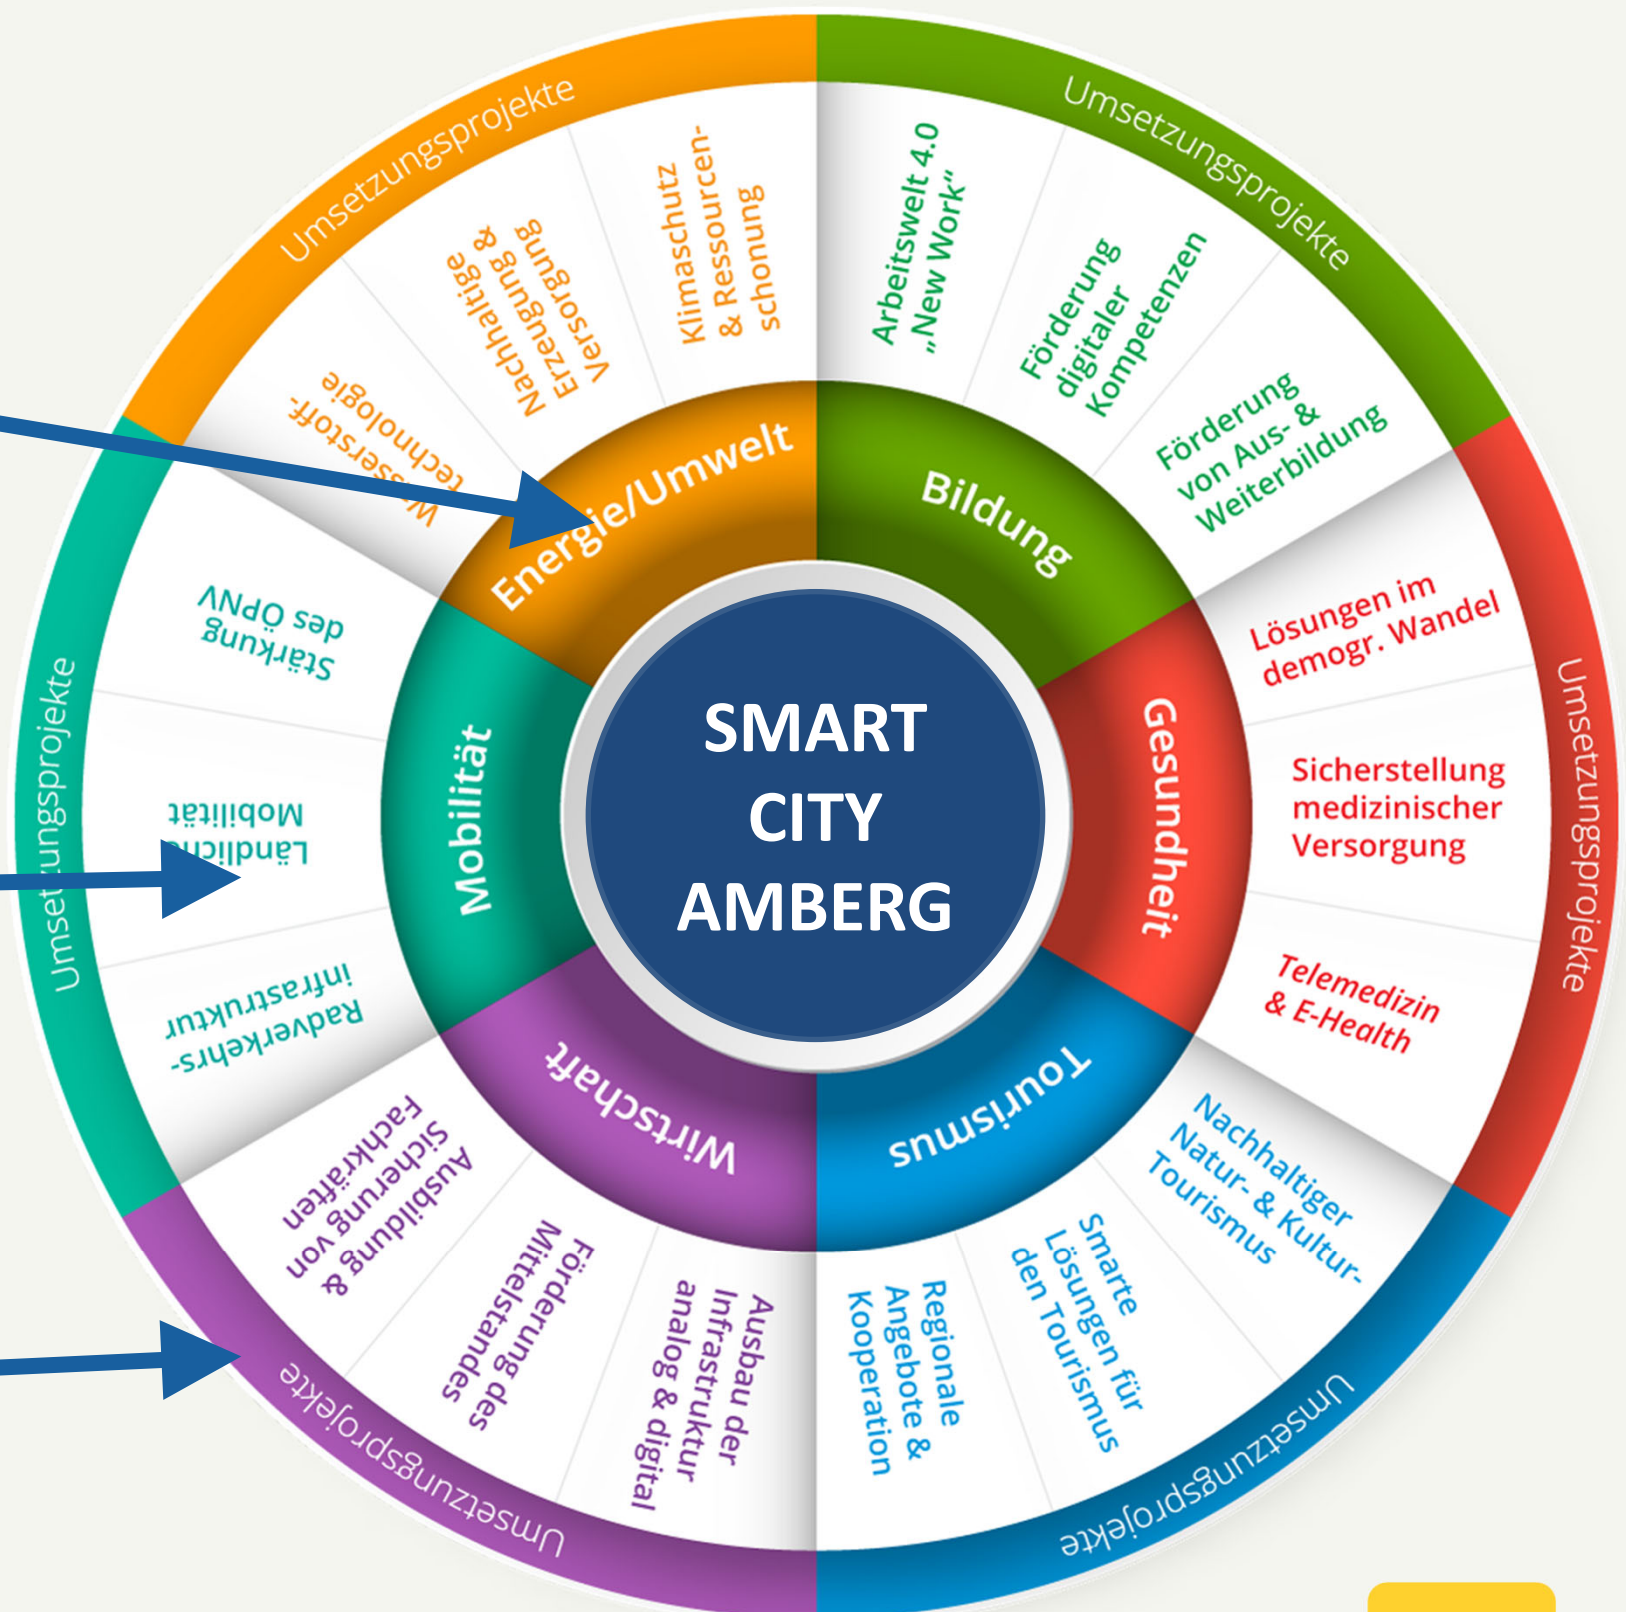 SMART
CITY
AMBERG
Energie/Umwelt
Umsetzungsprojekte
Wasserstoff-
technologie
Nachhaltige
Erzeugung &
Versorgung
Klimaschutz
& Ressourcen-
schonung
Bildung
Umsetzungsprojekte
Arbeitswelt 4.0
„New Work“
Förderung
digitaler
Kompetenzen
Förderung
von Aus- &
Weiterbildung
Gesundheit
Umsetzungsprojekte
Lösungen im
demogr. Wandel
Sicherstellung
medizinischer
Versorgung
Telemedizin
& E-Health
Tourismus
Umsetzungsprojekte
Nachhaltiger
Natur- & Kultur-
Tourismus
Smarte
Lösungen für
den Tourismus
Regionale
Angebote &
Kooperation
Wirtschaft
Umsetzungsprojekte
Ausbau der
Infrastruktur
analog & digital
Förderung des
Mittelstandes
Ausbildung &
Sicherung von
Fachkräften
Mobilität
Umsetzungsprojekte
Radverkehrs-
infrastruktur
Ländliche
Mobilität
Stärkung
des ÖPNV